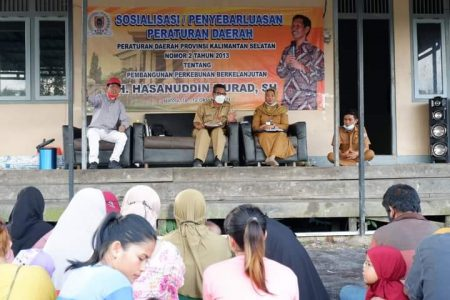 SOSIALISASI / PENYEBARLUASAN
PERATURAN DAERAH
PERATURAN DAERAH PROVINSI KALIMANTAN SELATAN
NOMOR 2 TAHUN 2013
TENTANG
PEMBANGUNAN PERKEBUNAN BERKELANJUTAN
H. HASANUDDIN MURAD, SH